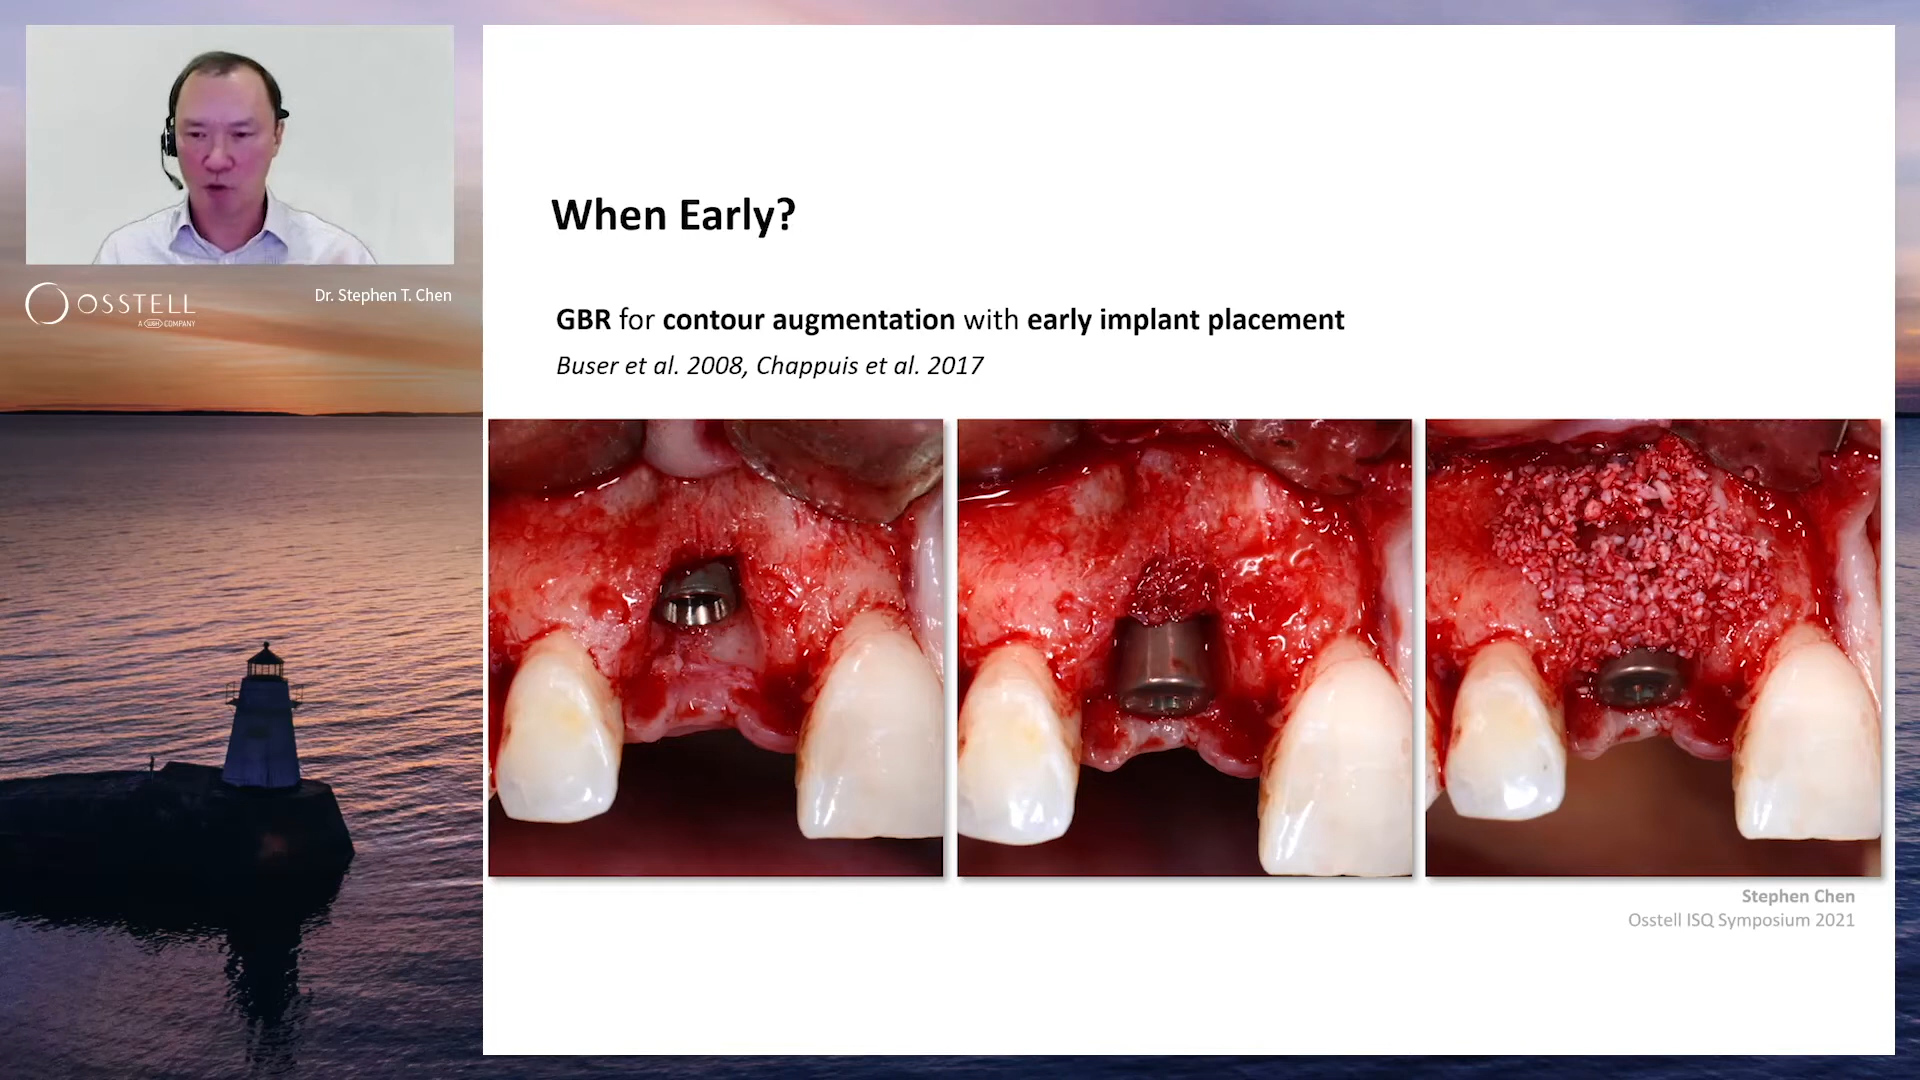 OSSTELL
A W&H COMPANY
Dr. Stephen T. Chen
When Early?
GBR for contour augmentation with early implant placement
Buser et al. 2008, Chappuis et al. 2017
Stephen Chen
Osstell ISQ Symposium 2021